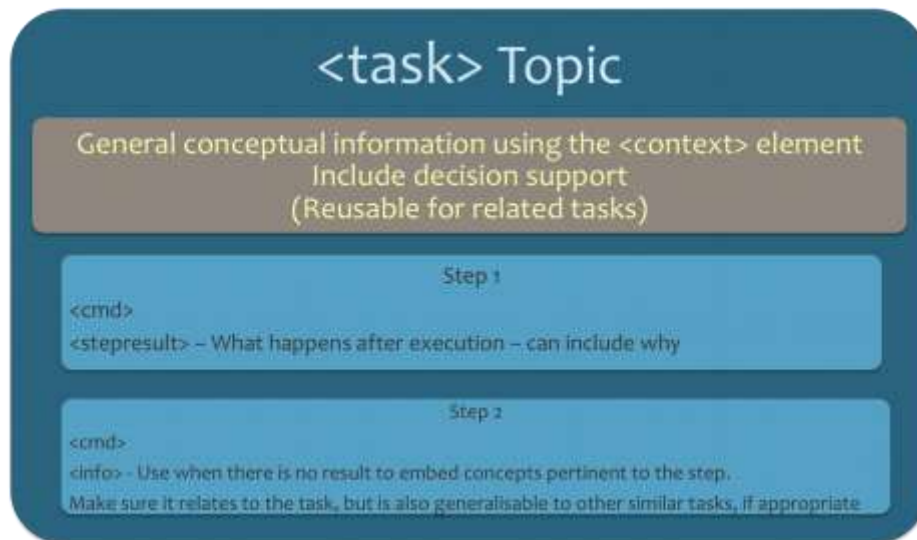 <task> Topic
General conceptual information using the <context> element
Include decision support
(Reusable for related tasks)
Step 1
<cmd>
<stepresult> – What happens after execution – can include why
Step 2
<cmd>
<info> - Use when there is no result to embed concepts pertinent to the step.
Make sure it relates to the task, but is also generalisable to other similar tasks, if appropriate